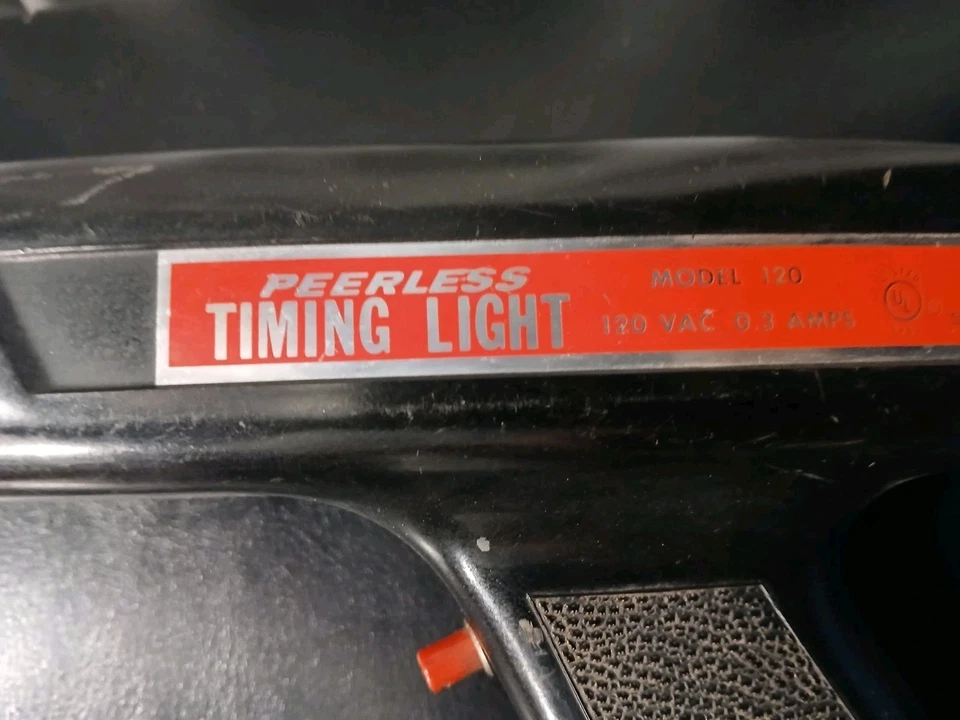 PEERLESS
TIMING LIGHT
MODEL 120
120 VAC 0.3 AMPS
UL